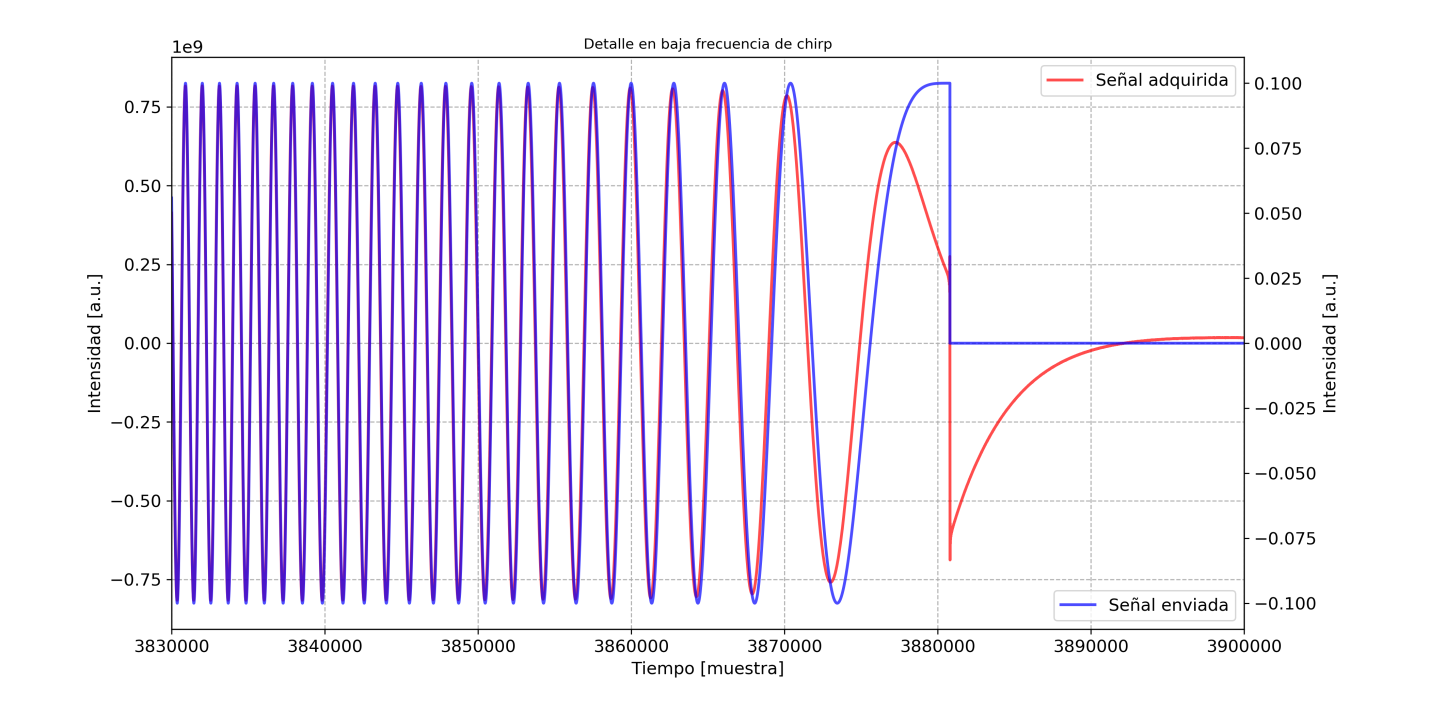 Detalle en baja frecuencia de chirp
1e9
Señal adquirida
Señal enviada
0.75
0.50
0.25
0.00
−0.25
−0.50
−0.75
Intensidad [a.u.]
0.100
0.075
0.050
0.025
0.000
−0.025
−0.050
−0.075
−0.100
Intensidad [a.u.]
3830000 3840000 3850000 3860000 3870000 3880000 3890000 3900000
Tiempo [muestra]